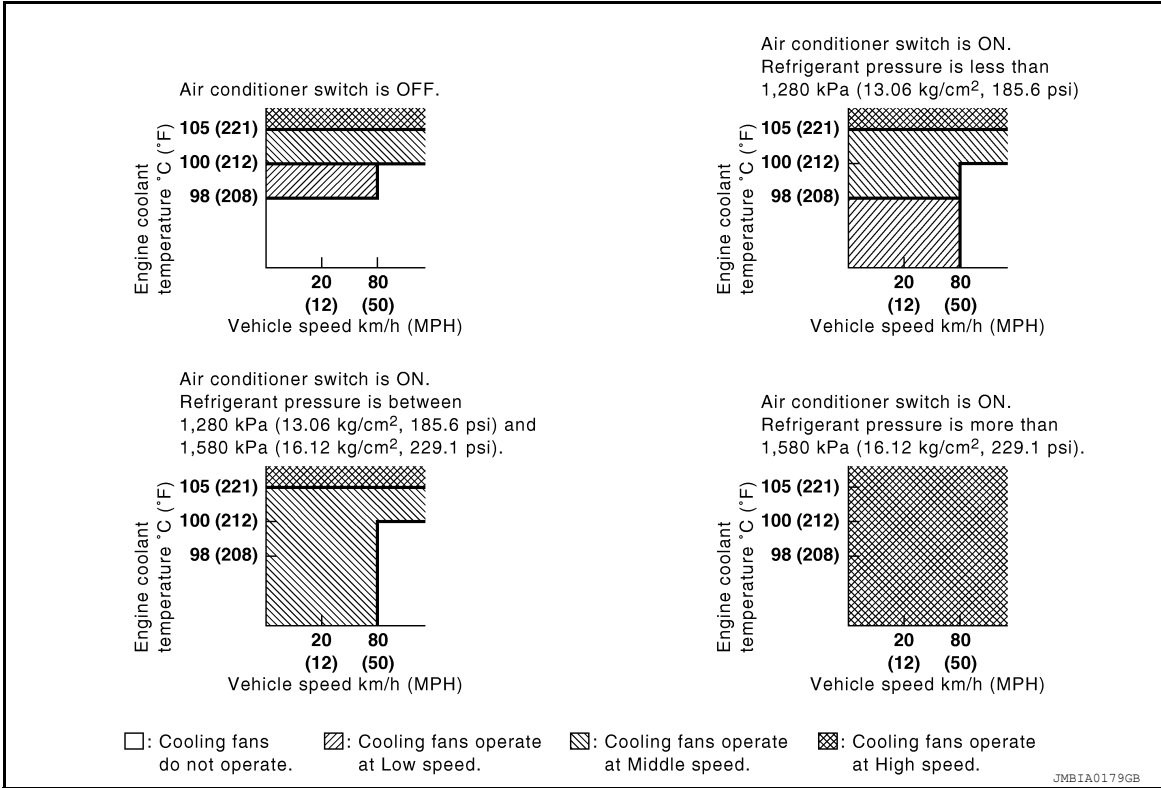 Air conditioner switch is OFF.
Engine coolant
temperature ˚C (˚F)
105 (221)
100 (212)
98 (208)
20
(12)
80
(50)
Vehicle speed km/h (MPH)
Air conditioner switch is ON.
Refrigerant pressure is less than
1,280 kPa (13.06 kg/cm², 185.6 psi)
Engine coolant
temperature ˚C (˚F)
105 (221)
100 (212)
98 (208)
20
(12)
80
(50)
Vehicle speed km/h (MPH)
Air conditioner switch is ON.
Refrigerant pressure is between
1,280 kPa (13.06 kg/cm², 185.6 psi) and
1,580 kPa (16.12 kg/cm², 229.1 psi).
Engine coolant
temperature ˚C (˚F)
105 (221)
100 (212)
98 (208)
20
(12)
80
(50)
Vehicle speed km/h (MPH)
Air conditioner switch is ON.
Refrigerant pressure is more than
1,580 kPa (16.12 kg/cm², 229.1 psi).
Engine coolant
temperature ˚C (˚F)
105 (221)
100 (212)
98 (208)
20
(12)
80
(50)
Vehicle speed km/h (MPH)
: Cooling fans
do not operate.
: Cooling fans operate
at Low speed.
: Cooling fans operate
at Middle speed.
: Cooling fans operate
at High speed.
JMBIA0179GB